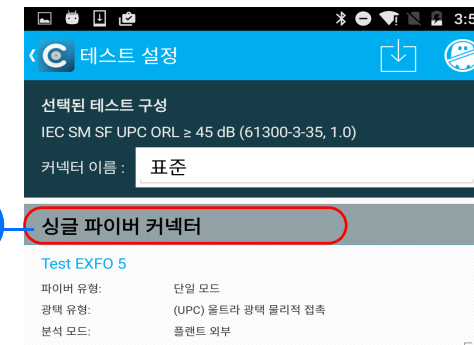 3:5
테스트 설정
선택된 테스트 구성
IEC SM SF UPC ORL ≥ 45 dB (61300-3-35, 1.0)
커넥터 이름 : 표준
싱글 파이버 커넥터
Test EXFO 5
파이버 유형: 단일 모드
광택 유형: (UPC) 울트라 광택 물리적 접촉
분석 모드: 플랜트 외부